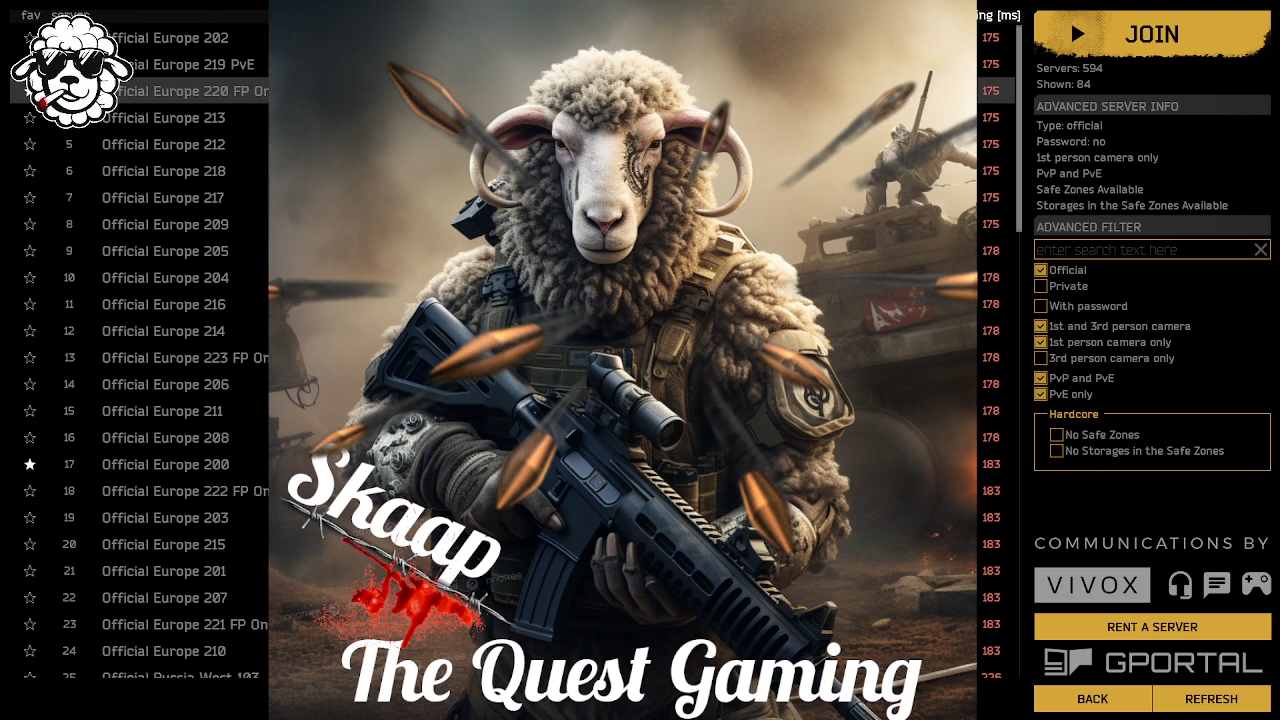 fav server
ing [ms]
Official Europe 202 175
Official Europe 219 PvE 175
Official Europe 220 FP On 175
Official Europe 213 175
5 Official Europe 212 175
6 Official Europe 218 175
7 Official Europe 217 175
8 Official Europe 209 175
9 Official Europe 205 178
10 Official Europe 204 178
11 Official Europe 216 178
12 Official Europe 214 178
13 Official Europe 223 FP On 178
14 Official Europe 206 178
15 Official Europe 211 178
16 Official Europe 208 178
17 Official Europe 200 183
18 Official Europe 222 FP On 183
19 Official Europe 203 183
20 Official Europe 215 183
21 Official Europe 201 183
22 Official Europe 207 183
23 Official Europe 221 FP On 183
24 Official Europe 210 183
25 Official Russia West 103 226
Skaap
The Quest Gaming
JOIN
Servers: 594
Shown: 84
ADVANCED SERVER INFO
Type: official
Password: no
1st person camera only
PvP and PvE
Safe Zones Available
Storages in the Safe Zones Available
ADVANCED FILTER
enter search text here
Official
Private
With password
1st and 3rd person camera
1st person camera only
3rd person camera only
PvP and PvE
PvE only
Hardcore
No Safe Zones
No Storages in the Safe Zones
COMMUNICATIONS BY
VIVOX
RENT A SERVER
GPORTAL
BACK REFRESH